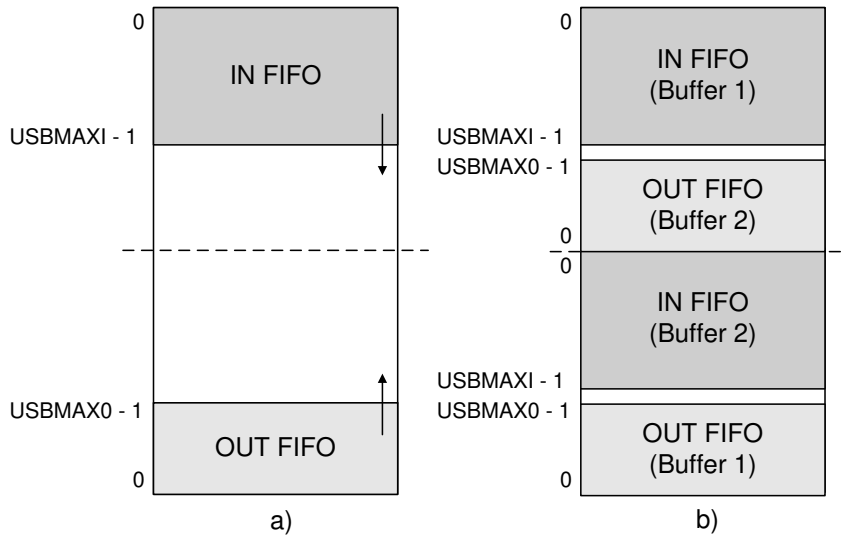 0
IN FIFO
USBMAXI - 1
USBMAX0 - 1
OUT FIFO
0
a)
0
IN FIFO
(Buffer 1)
USBMAXI - 1
USBMAX0 - 1
OUT FIFO
(Buffer 2)
0
0
IN FIFO
(Buffer 2)
USBMAXI - 1
USBMAX0 - 1
OUT FIFO
(Buffer 1)
0
b)